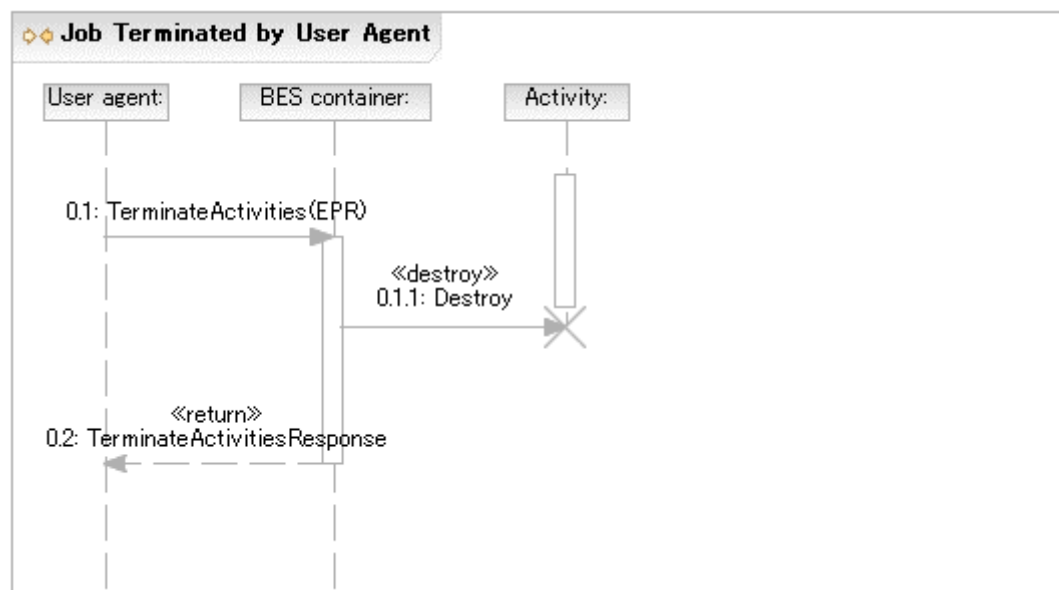 Job Terminated by User Agent
User agent:
BES container:
Activity:
0.1: TerminateActivities(EPR)
≪destroy≫
0.1.1: Destroy
≪return≫
0.2: TerminateActivitiesResponse